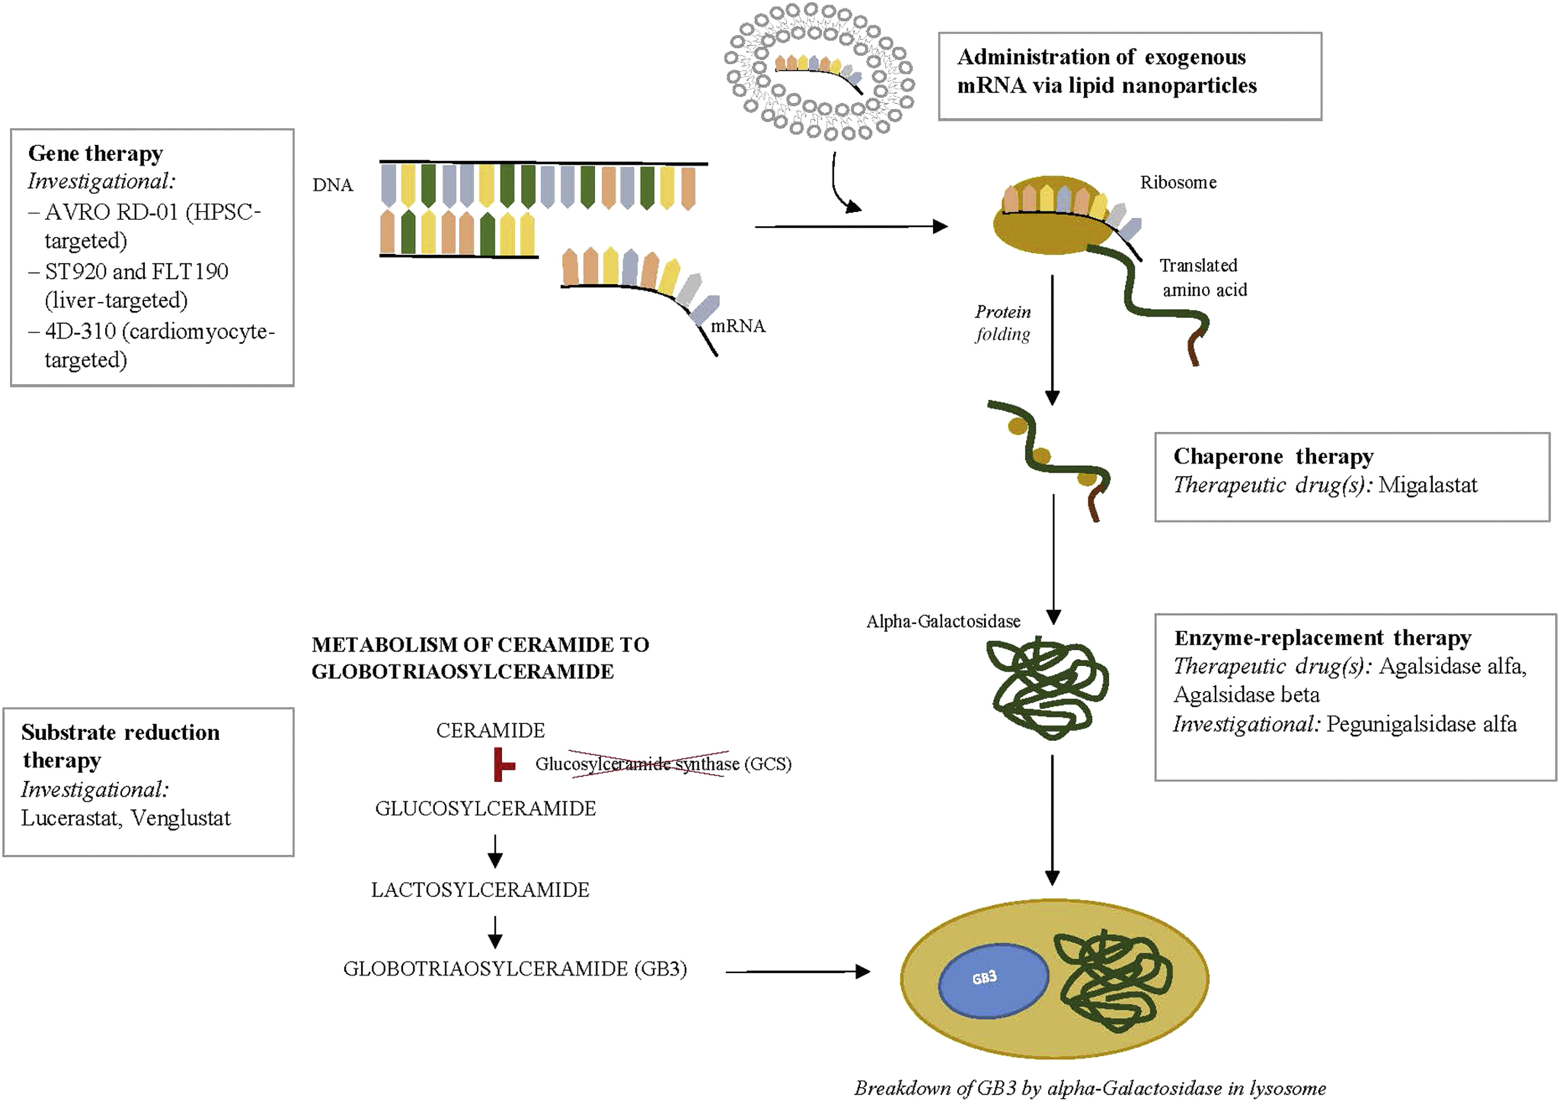 Administration of exogenous
mRNA via lipid nanoparticles
Gene therapy
Investigational:
– AVRO RD-01 (HPSC-
targeted)
– ST920 and FLT190
(liver-targeted)
– 4D-310 (cardiomyocyte-
targeted)
DNA
mRNA
Ribosome
Translated
amino acid
Protein
folding
Chaperone therapy
Therapeutic drug(s): Migalastat
Alpha-Galactosidase
Enzyme-replacement therapy
Therapeutic drug(s): Agalsidase alfa,
Agalsidase beta
Investigational: Pegunigalsidase alfa
METABOLISM OF CERAMIDE TO
GLOBOTRIAOSYLCERAMIDE
Substrate reduction
therapy
Investigational:
Lucerastat, Venglustat
CERAMIDE
Glucosylceramide synthase (GCS)
GLUCOSYLCERAMIDE
LACTOSYLCERAMIDE
GLOBOTRIAOSYLCERAMIDE (GB3)
GB3
Breakdown of GB3 by alpha-Galactosidase in lysosome